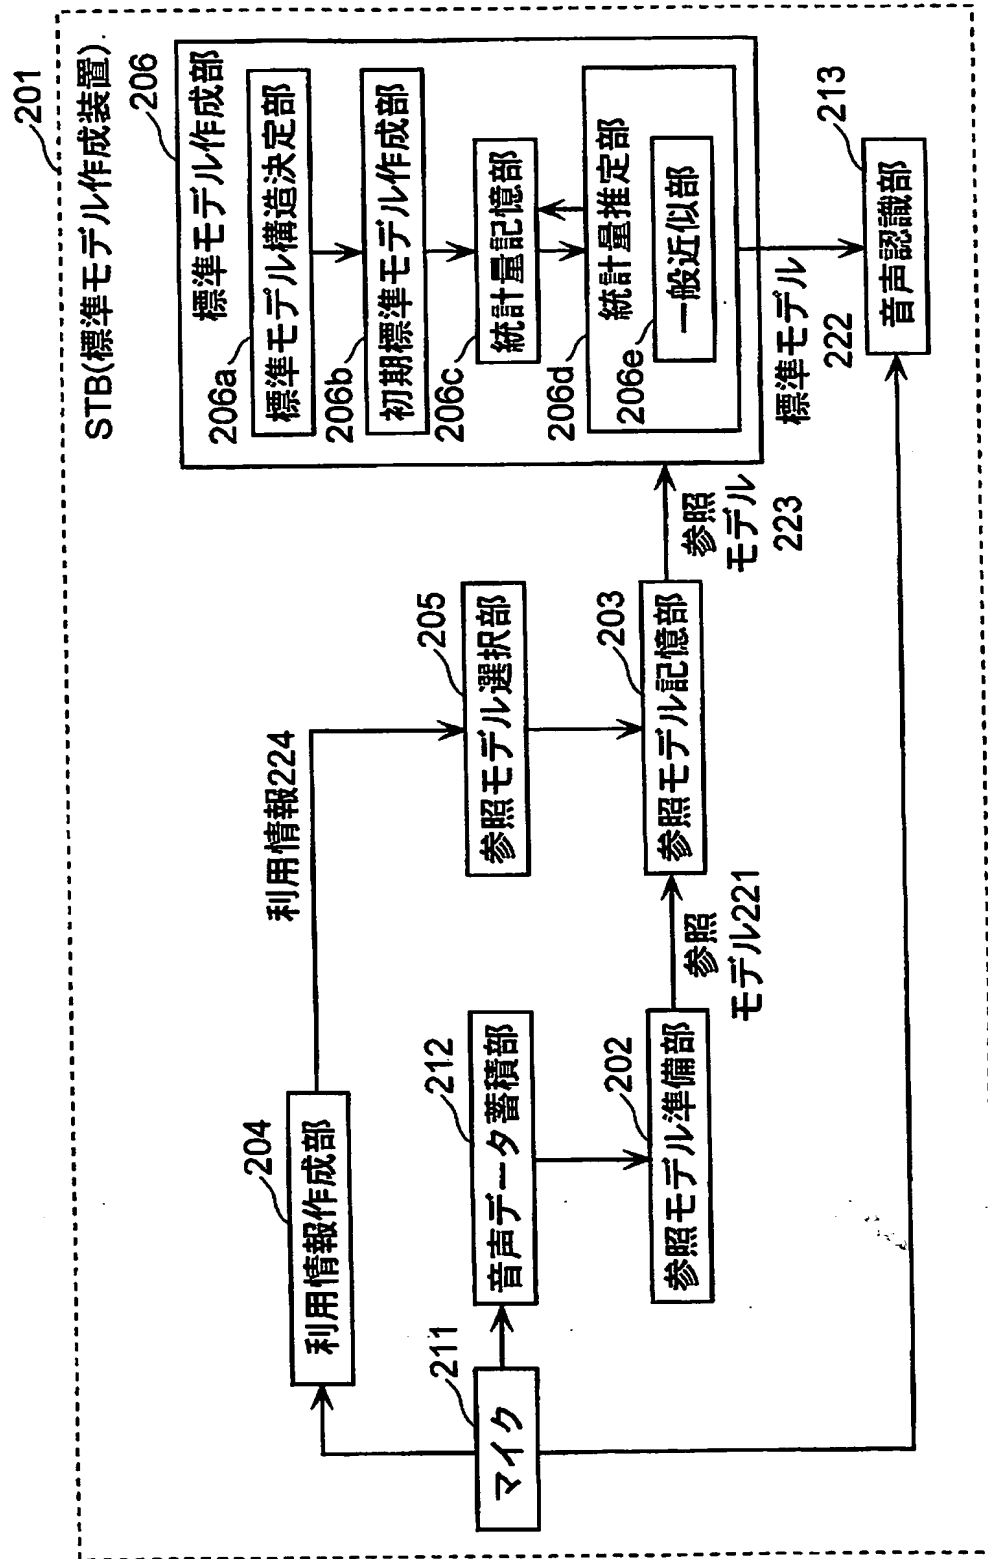 201
STB(標準モデル作成装置)
204
利用情報作成部
利用情報224
211
マイク
212
音声データ蓄積部
202
参照モデル準備部
参照
モデル221
205
参照モデル選択部
203
参照モデル記憶部
参照
モデル
223
206
標準モデル作成部
206a
標準モデル構造決定部
206b
初期標準モデル作成部
206c
統計量記憶部
206d
統計量推定部
206e
一般近似部
標準モデル
222
213
音声認識部